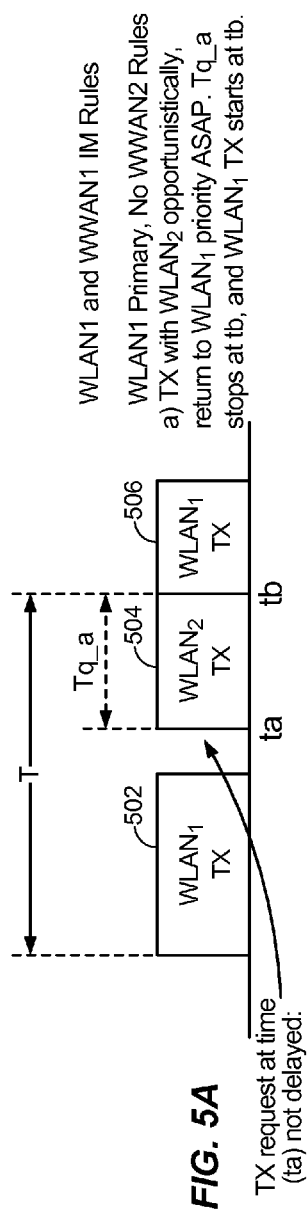 WLAN1 and WWAN1 IM Rules
WLAN1 Primary, No WWAN2 Rules
a) TX with WLAN2 opportunistically,
return to WLAN1 priority ASAP. Tq_a
stops at tb, and WLAN1 TX starts at tb.
T
Tq_a
502
504
506
WLAN1
TX
WLAN2
TX
WLAN1
TX
ta
tb
FIG. 5A
TX request at time
(ta) not delayed: